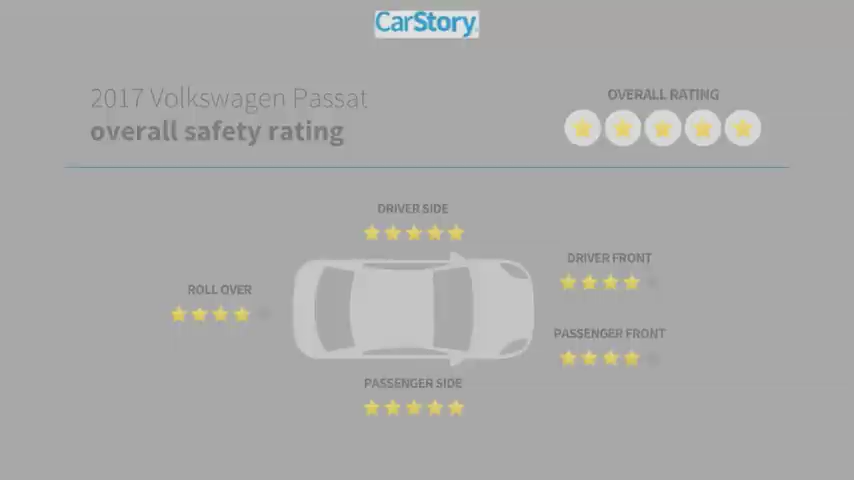 CarStory
2017 Volkswagen Passat
overall safety rating
OVERALL RATING
DRIVER SIDE
DRIVER FRONT
ROLL OVER
PASSENGER FRONT
PASSENGER SIDE